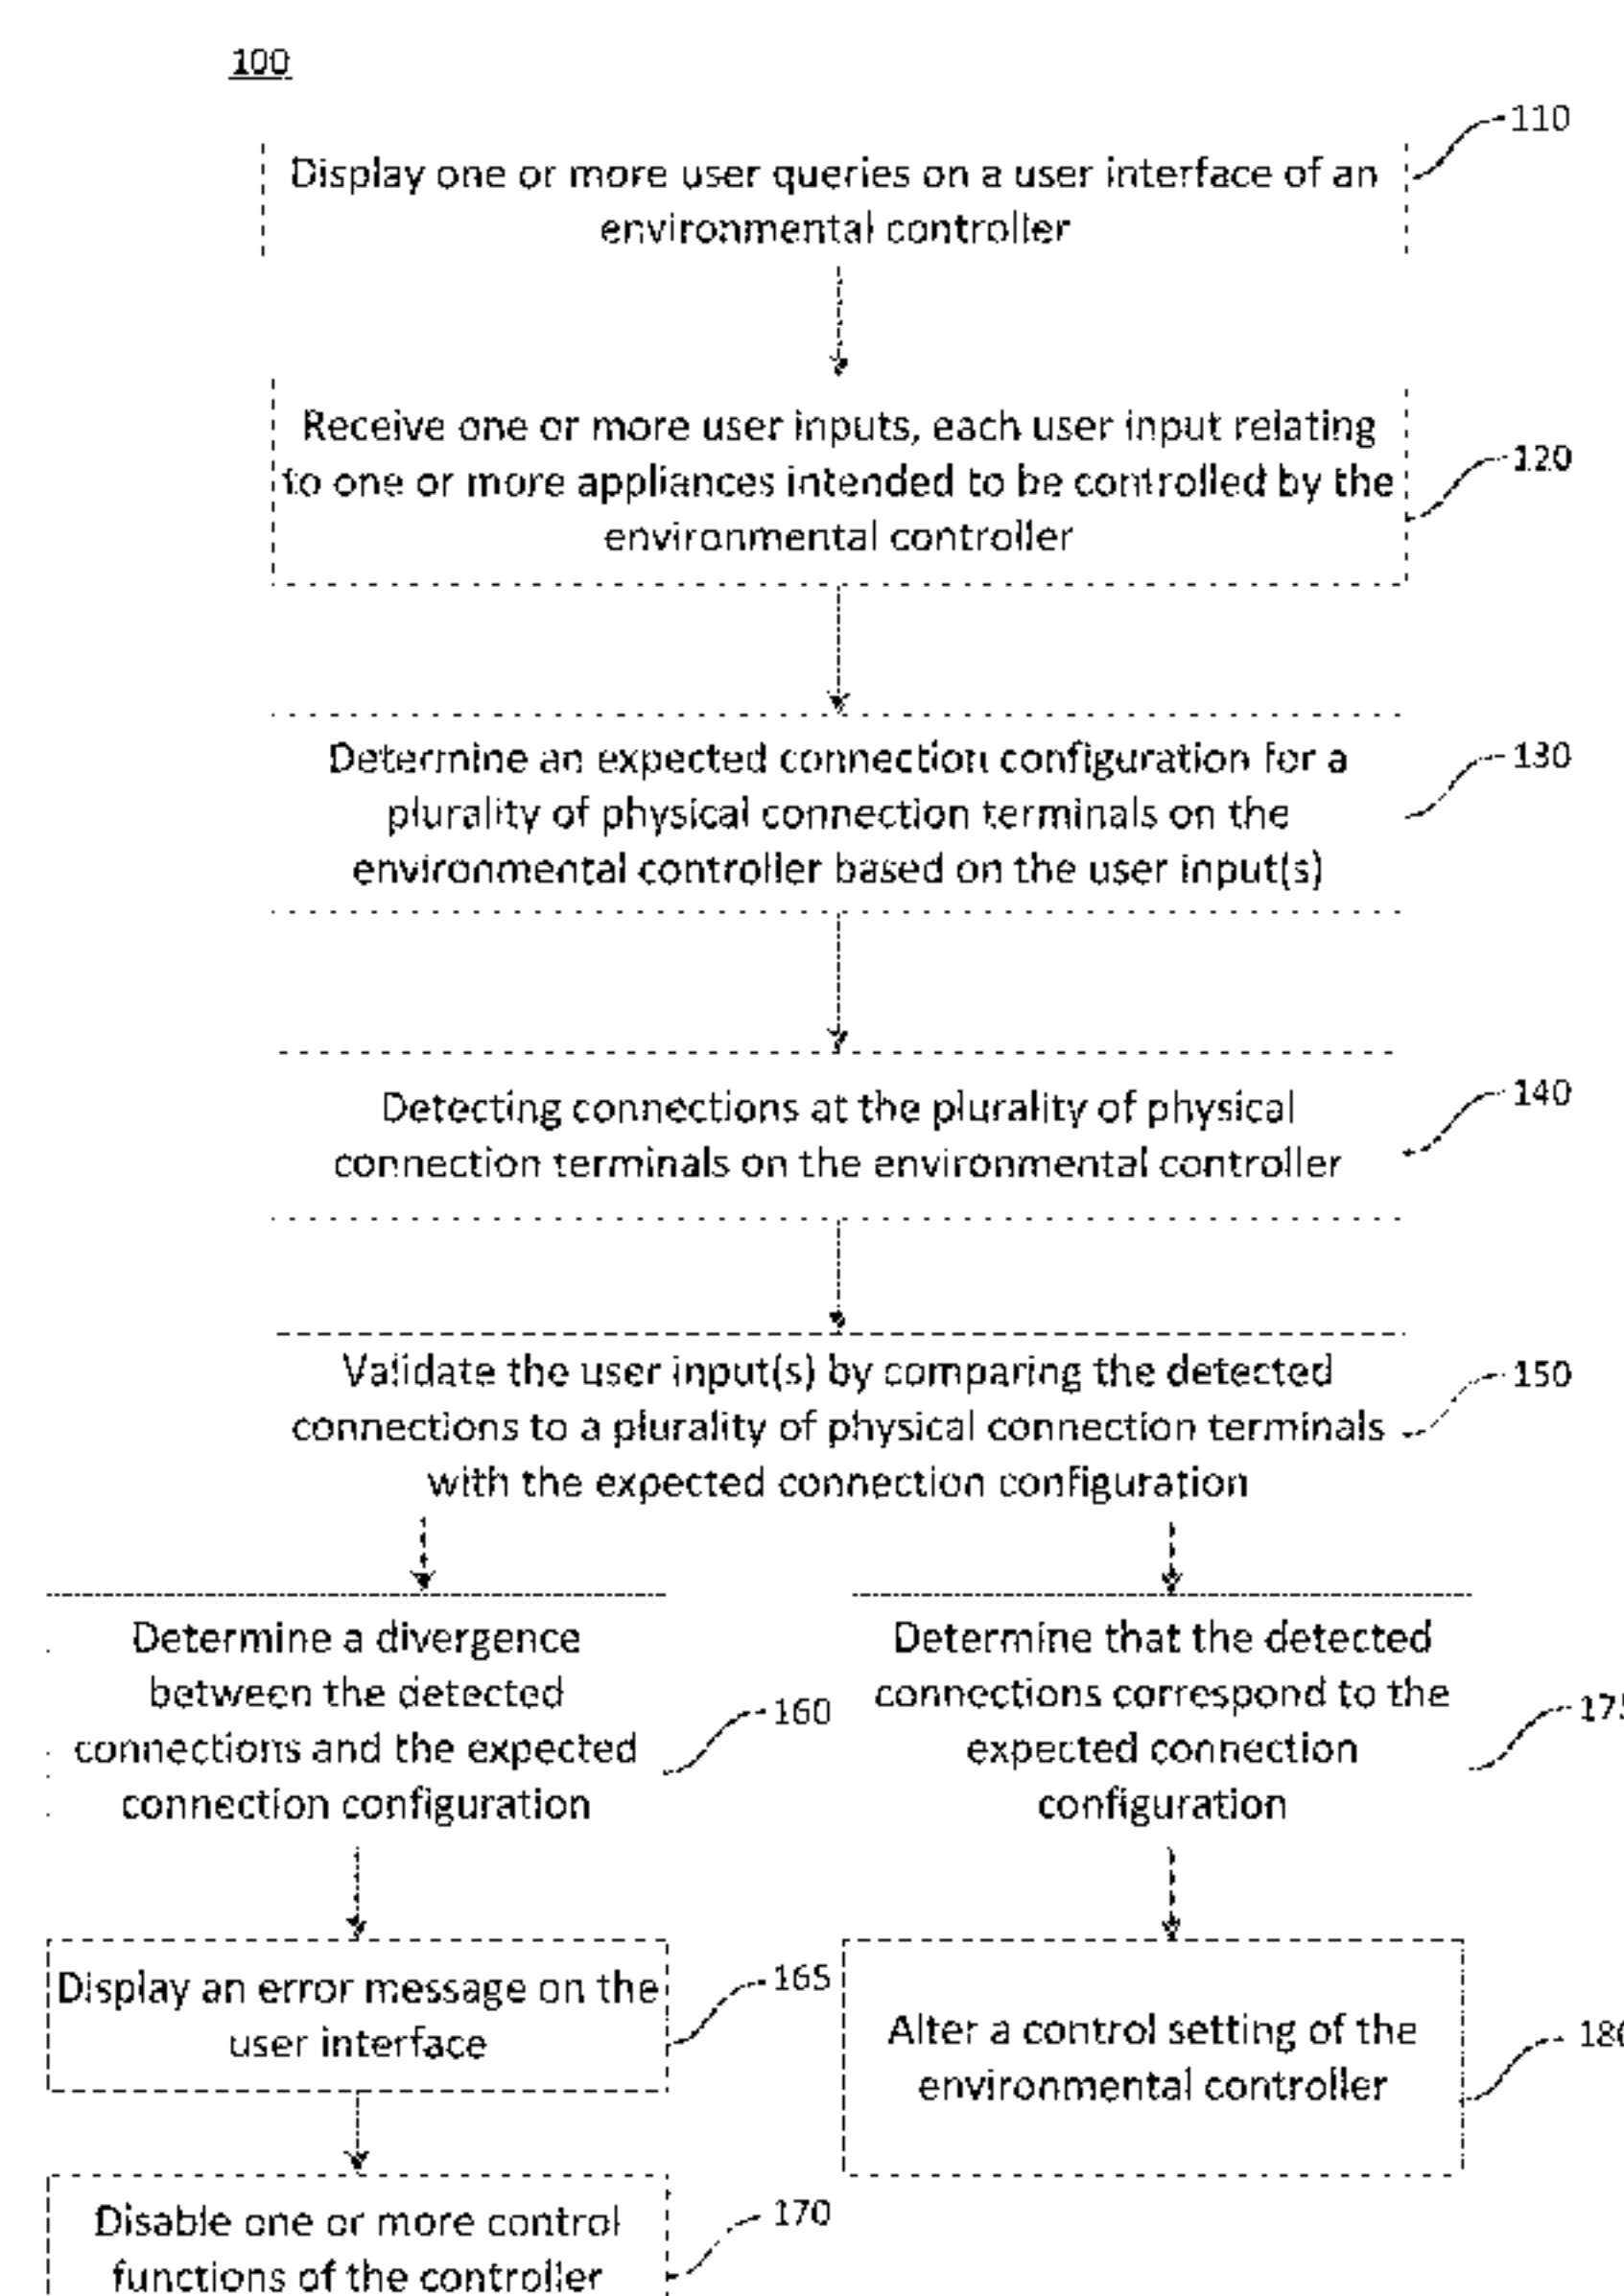 100
110
Display one or more user queries on a user interface of an
environmental controller
Receive one or more user inputs, each user input relating
to one or more appliances intended to be controlled by the
environmental controller
120
Determine an expected connection configuration for a
plurality of physical connection terminals on the
environmental controller based on the user input(s)
130
Detecting connections at the plurality of physical
connection terminals on the environmental controller
140
Validate the user input(s) by comparing the detected
connections to a plurality of physical connection terminals
with the expected connection configuration
150
Determine a divergence
between the detected
connections and the expected
connection configuration
160
Determine that the detected
connections correspond to the
expected connection
configuration
Display an error message on the
user interface
165
Alter a control setting of the
environmental controller
Disable one or more control
functions of the controller
170